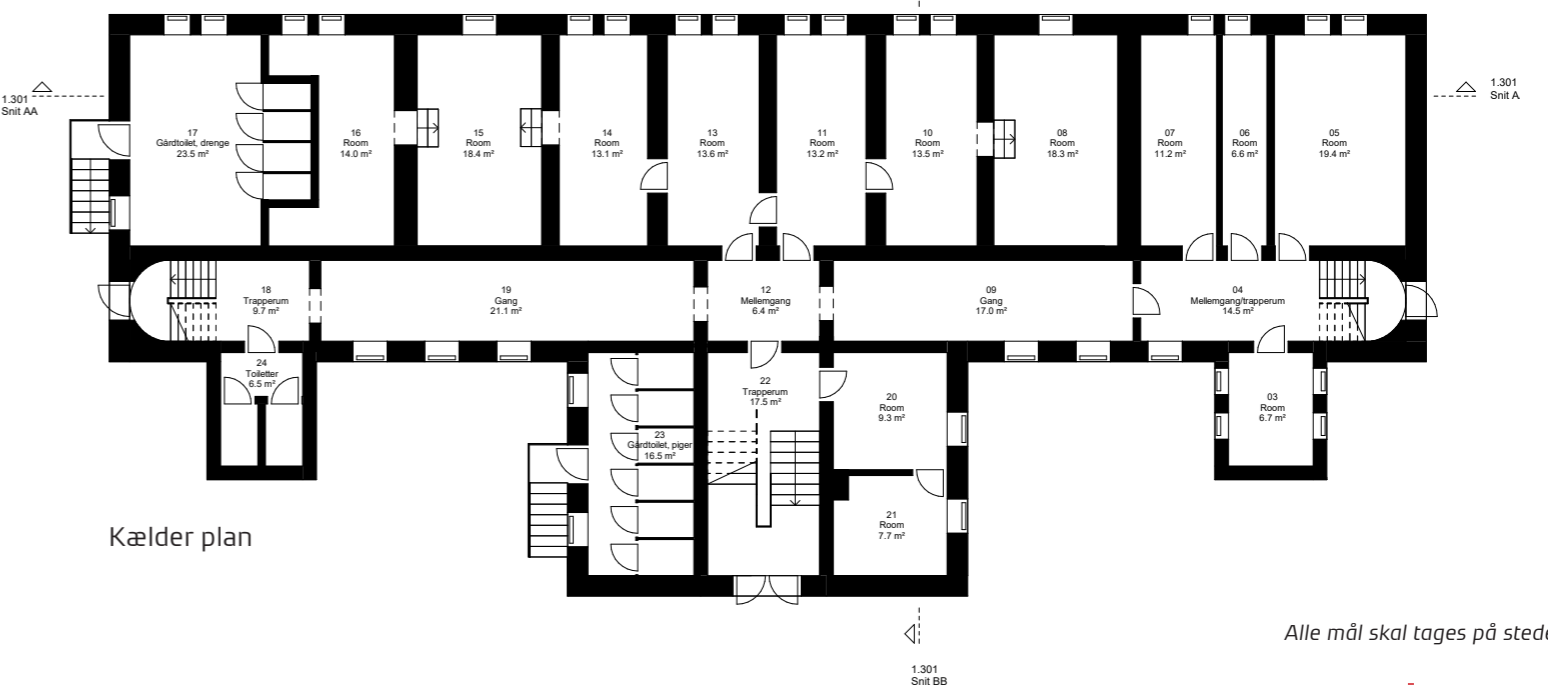 1.301
Snit AA
1.301
Snit A
17
Gårdtoilet, drenge
23.5 m²
16
Room
14.0 m²
15
Room
18.4 m²
14
Room
13.1 m²
13
Room
13.6 m²
11
Room
13.2 m²
10
Room
13.5 m²
08
Room
18.3 m²
07
Room
11.2 m²
06
Room
6.6 m²
05
Room
19.4 m²
18
Trapperum
9.7 m²
19
Gang
21.1 m²
12
Mellemgang
6.4 m²
09
Gang
17.0 m²
04
Mellemgang/trapperum
14.5 m²
24
Toiletter
6.5 m²
23
Gårdtoilet, piger
16.5 m²
22
Trapperum
17.5 m²
20
Room
9.3 m²
03
Room
6.7 m²
21
Room
7.7 m²
Kælder plan
Alle mål skal tages på stede
1.301
Snit BB